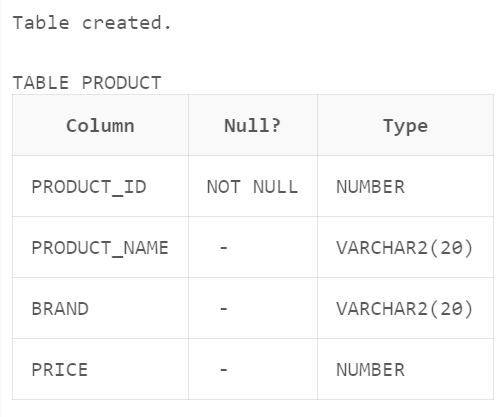 Table created.
TABLE PRODUCT
Column Null? Type
PRODUCT_ID NOT NULL NUMBER
PRODUCT_NAME - VARCHAR2(20)
BRAND - VARCHAR2(20)
PRICE - NUMBER